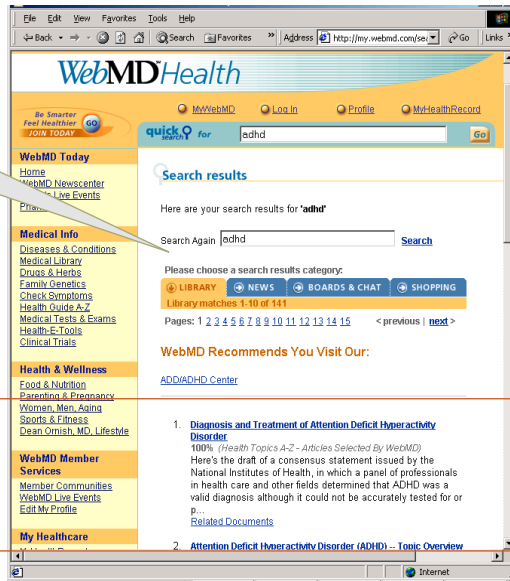 File Edit View Favorites Tools Help
Back Search Favorites » Address http://my.webmd.com/se Go Links »
WebMD Health
Be Smarter
Feel Healthier GO
JOIN TODAY
MyWebMD Log In Profile MyHealthRecord
quick search for adhd Go
WebMD Today
Home
WebMD Newscenter
Live Events
Medical Info
Diseases & Conditions
Medical Library
Drugs & Herbs
Family Genetics
Check Symptoms
Health Guide A-Z
Medical Tests & Exams
Health-E-Tools
Clinical Trials
Health & Wellness
Food & Nutrition
Parenting & Pregnancy
Women, Men, Aging
Sports & Fitness
Dean Ornish, MD, Lifestyle
WebMD Member
Services
Member Communities
WebMD Live Events
Edit My Profile
My Healthcare
Search results
Here are your search results for 'adhd'
Search Again adhd Search
Please choose a search results category:
LIBRARY NEWS BOARDS & CHAT SHOPPING
Library matches 1-10 of 141
Pages: 1 2 3 4 5 6 7 8 9 10 11 12 13 14 15 < previous | next >
WebMD Recommends You Visit Our:
ADD/ADHD Center
1. Diagnosis and Treatment of Attention Deficit Hyperactivity
Disorder
100% (Health Topics A-Z - Articles Selected By WebMD)
Here's the draft of a consensus statement issued by the
National Institutes of Health, in which a panel of professionals
in health care and other fields determined that ADHD was a
valid diagnosis although it could not be accurately tested for or
p...
Related Documents
2. Attention Deficit Hyperactivity Disorder (ADHD) -- Topic Overview
Internet